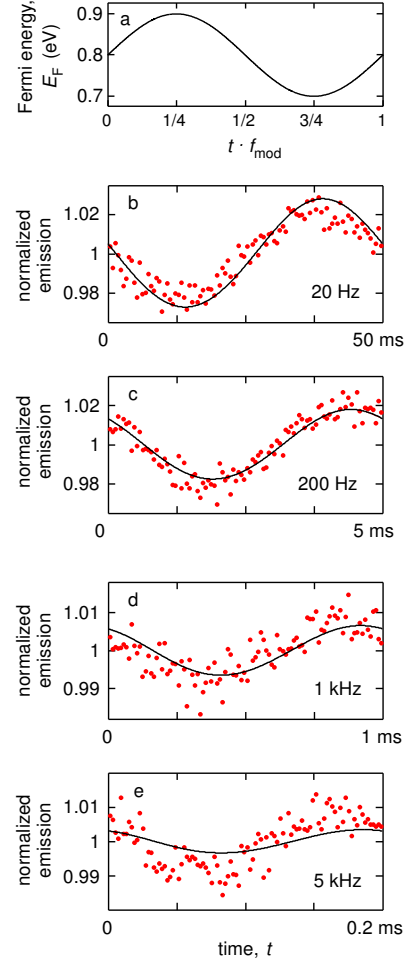 Fermi energy,
E_F (eV)
a
0.9
0.8
0.7
0 1/4 1/2 3/4 1
t · f_mod
normalized
emission
b
1.02
1
0.98
20 Hz
0 50 ms
normalized
emission
c
1.02
1
0.98
200 Hz
0 5 ms
normalized
emission
d
1.01
1
0.99
1 kHz
0 1 ms
normalized
emission
e
1.01
1
0.99
5 kHz
0 0.2 ms
time, t